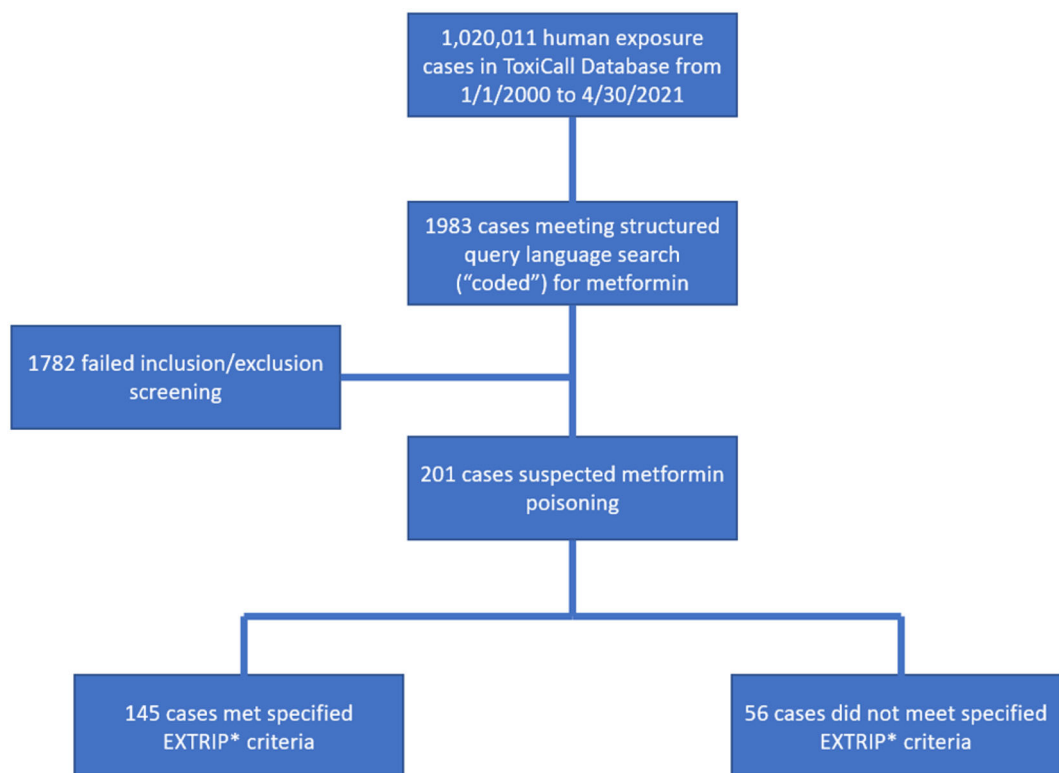 1,020,011 human exposure
cases in ToxiCall Database from
1/1/2000 to 4/30/2021
1983 cases meeting structured
query language search
(“coded”) for metformin
1782 failed inclusion/exclusion
screening
201 cases suspected metformin
poisoning
145 cases met specified
EXTRIP* criteria
56 cases did not meet specified
EXTRIP* criteria